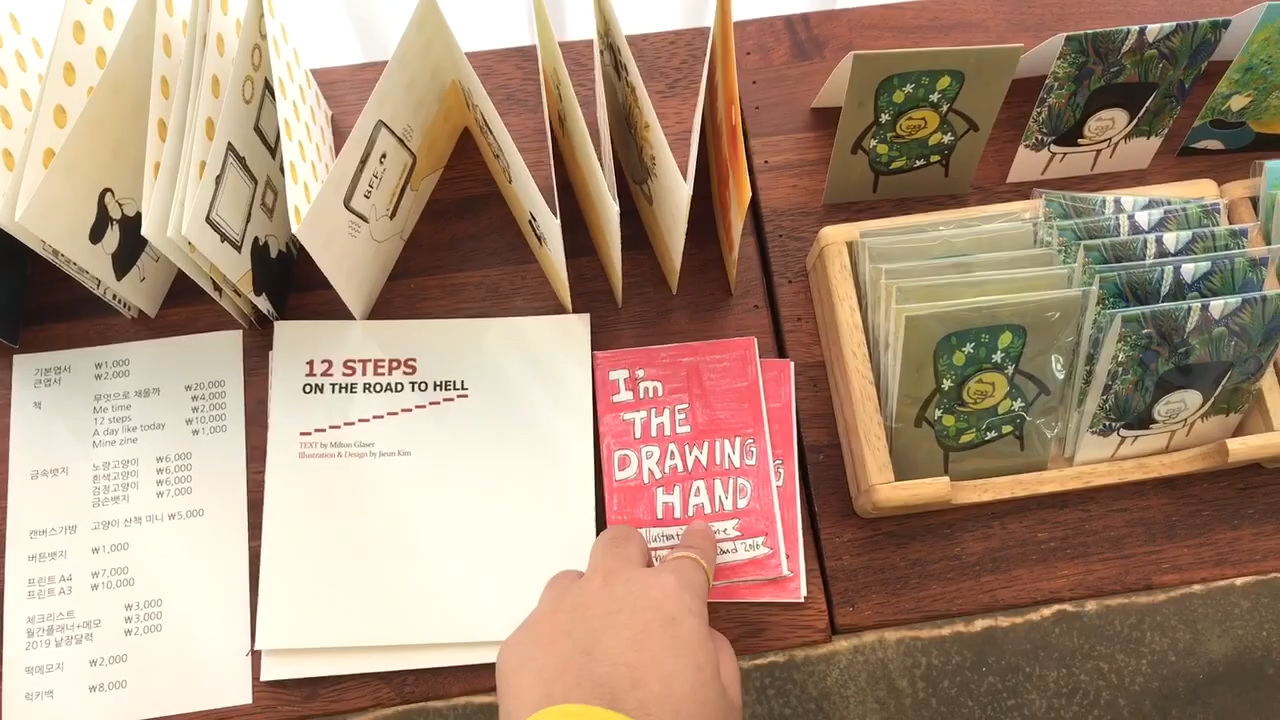 기본엽서 ₩1,000
큰엽서 ₩2,000
책 무엇으로 채울까 ₩20,000
Me time ₩4,000
12 steps ₩2,000
A day like today ₩10,000
Mine zine ₩1,000
금속뱃지 노랑고양이 ₩6,000
흰색고양이 ₩6,000
검정고양이 ₩6,000
금손뱃지 ₩7,000
캔버스가방 고양이 산책 미니 ₩5,000
버튼뱃지 ₩1,000
프린트 A4 ₩7,000
프린트 A3 ₩10,000
체크리스트 ₩3,000
월간플래너+메모 ₩3,000
2019 낱장달력 ₩2,000
떡메모지 ₩2,000
럭키백 ₩8,000
12 STEPS
ON THE ROAD TO HELL
TEXT by Milton Glaser
Illustration & Design by Jieun Kim
I'm
THE
DRAWING
HAND
2016